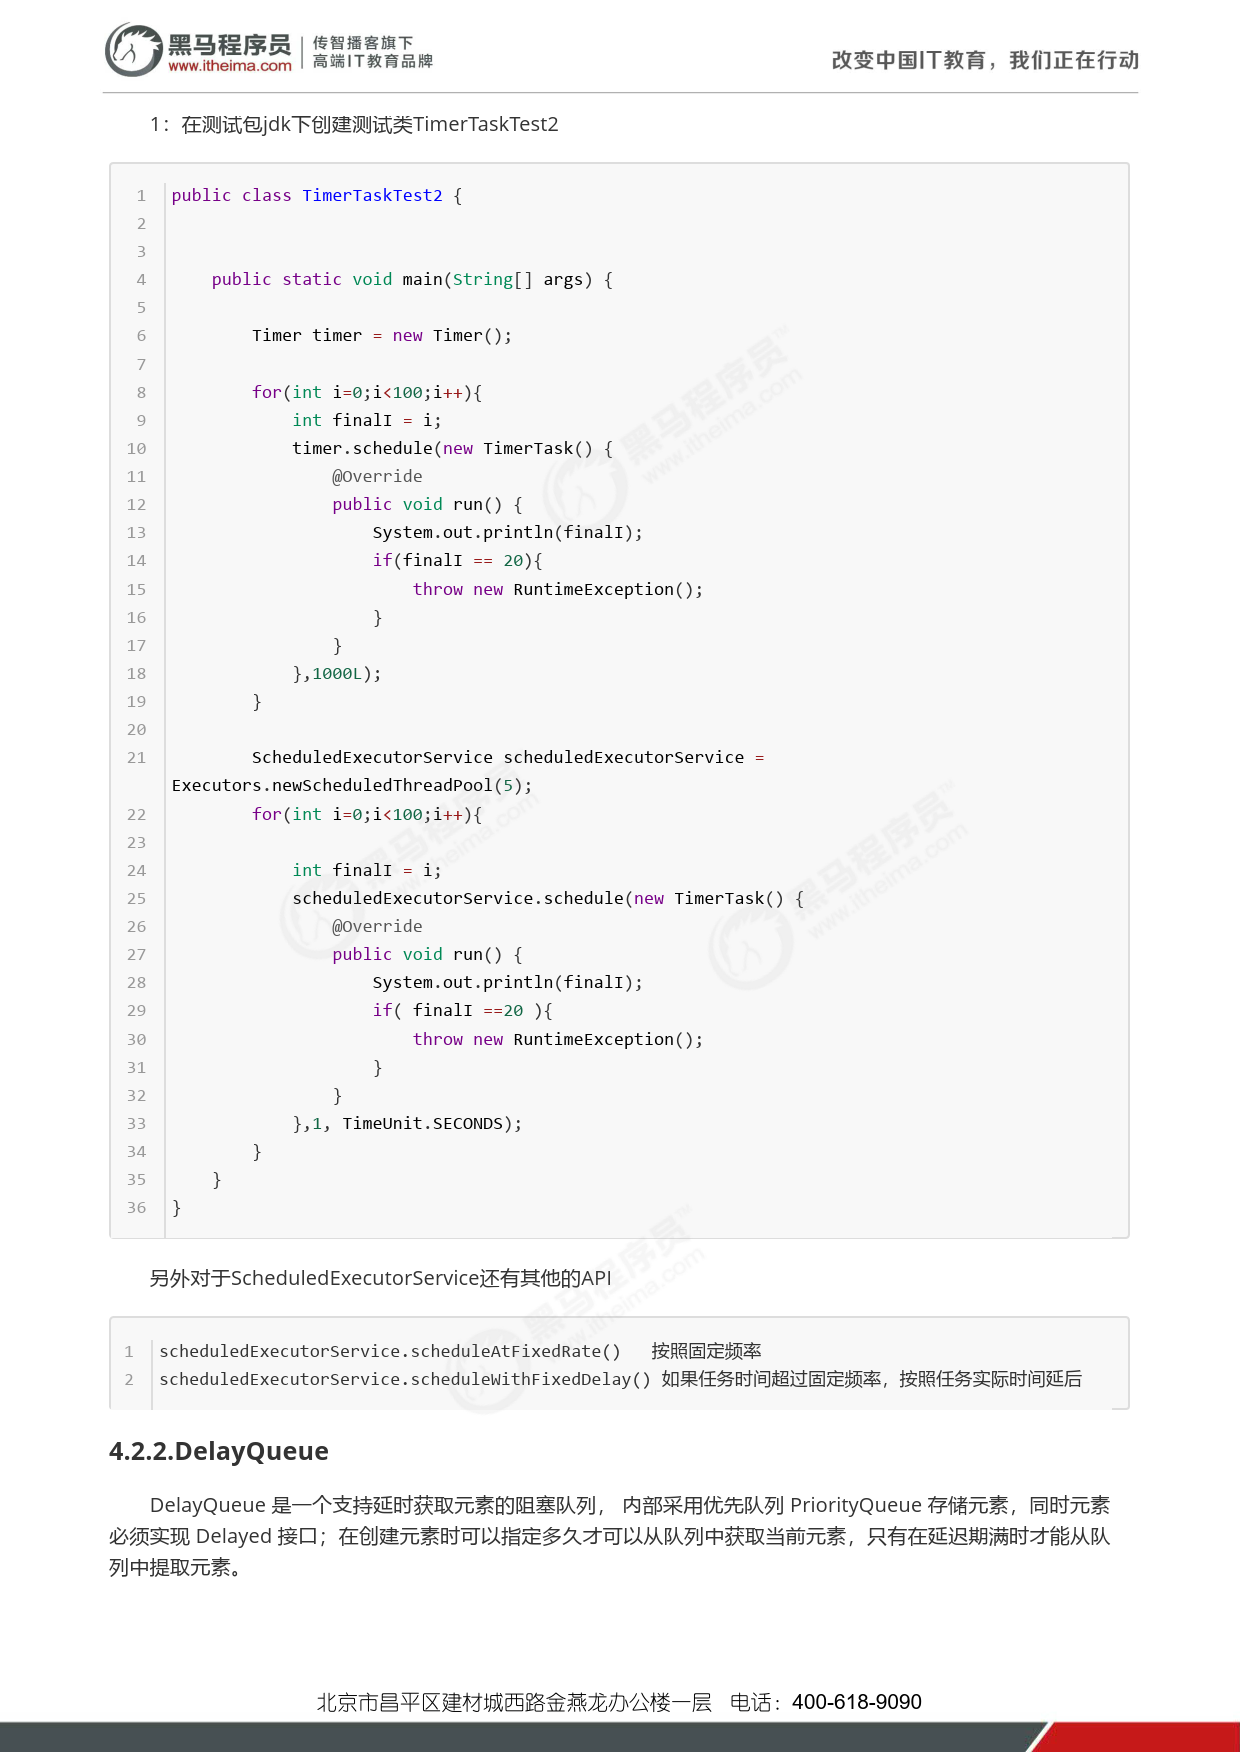 黑马程序员
www.itheima.com
传智播客旗下
高端IT教育品牌
改变中国IT教育，我们正在行动
1：在测试包jdk下创建测试类TimerTaskTest2
1 public class TimerTaskTest2 {
2
3
4     public static void main(String[] args) {
5
6         Timer timer = new Timer();
7
8         for(int i=0;i<100;i++){
9             int finalI = i;
10             timer.schedule(new TimerTask() {
11                 @Override
12                 public void run() {
13                     System.out.println(finalI);
14                     if(finalI == 20){
15                         throw new RuntimeException();
16                     }
17                 }
18             },1000L);
19         }
20
21         ScheduledExecutorService scheduledExecutorService =
Executors.newScheduledThreadPool(5);
22         for(int i=0;i<100;i++){
23
24             int finalI = i;
25             scheduledExecutorService.schedule(new TimerTask() {
26                 @Override
27                 public void run() {
28                     System.out.println(finalI);
29                     if( finalI ==20 ){
30                         throw new RuntimeException();
31                     }
32                 }
33             },1, TimeUnit.SECONDS);
34         }
35     }
36 }
另外对于ScheduledExecutorService还有其他的API
1 scheduledExecutorService.scheduleAtFixedRate()   按照固定频率
2 scheduledExecutorService.scheduleWithFixedDelay() 如果任务时间超过固定频率，按照任务实际时间延后
4.2.2.DelayQueue
DelayQueue 是一个支持延时获取元素的阻塞队列， 内部采用优先队列 PriorityQueue 存储元素，同时元素
必须实现 Delayed 接口；在创建元素时可以指定多久才可以从队列中获取当前元素，只有在延迟期满时才能从队
列中提取元素。
北京市昌平区建材城西路金燕龙办公楼一层   电话：400-618-9090